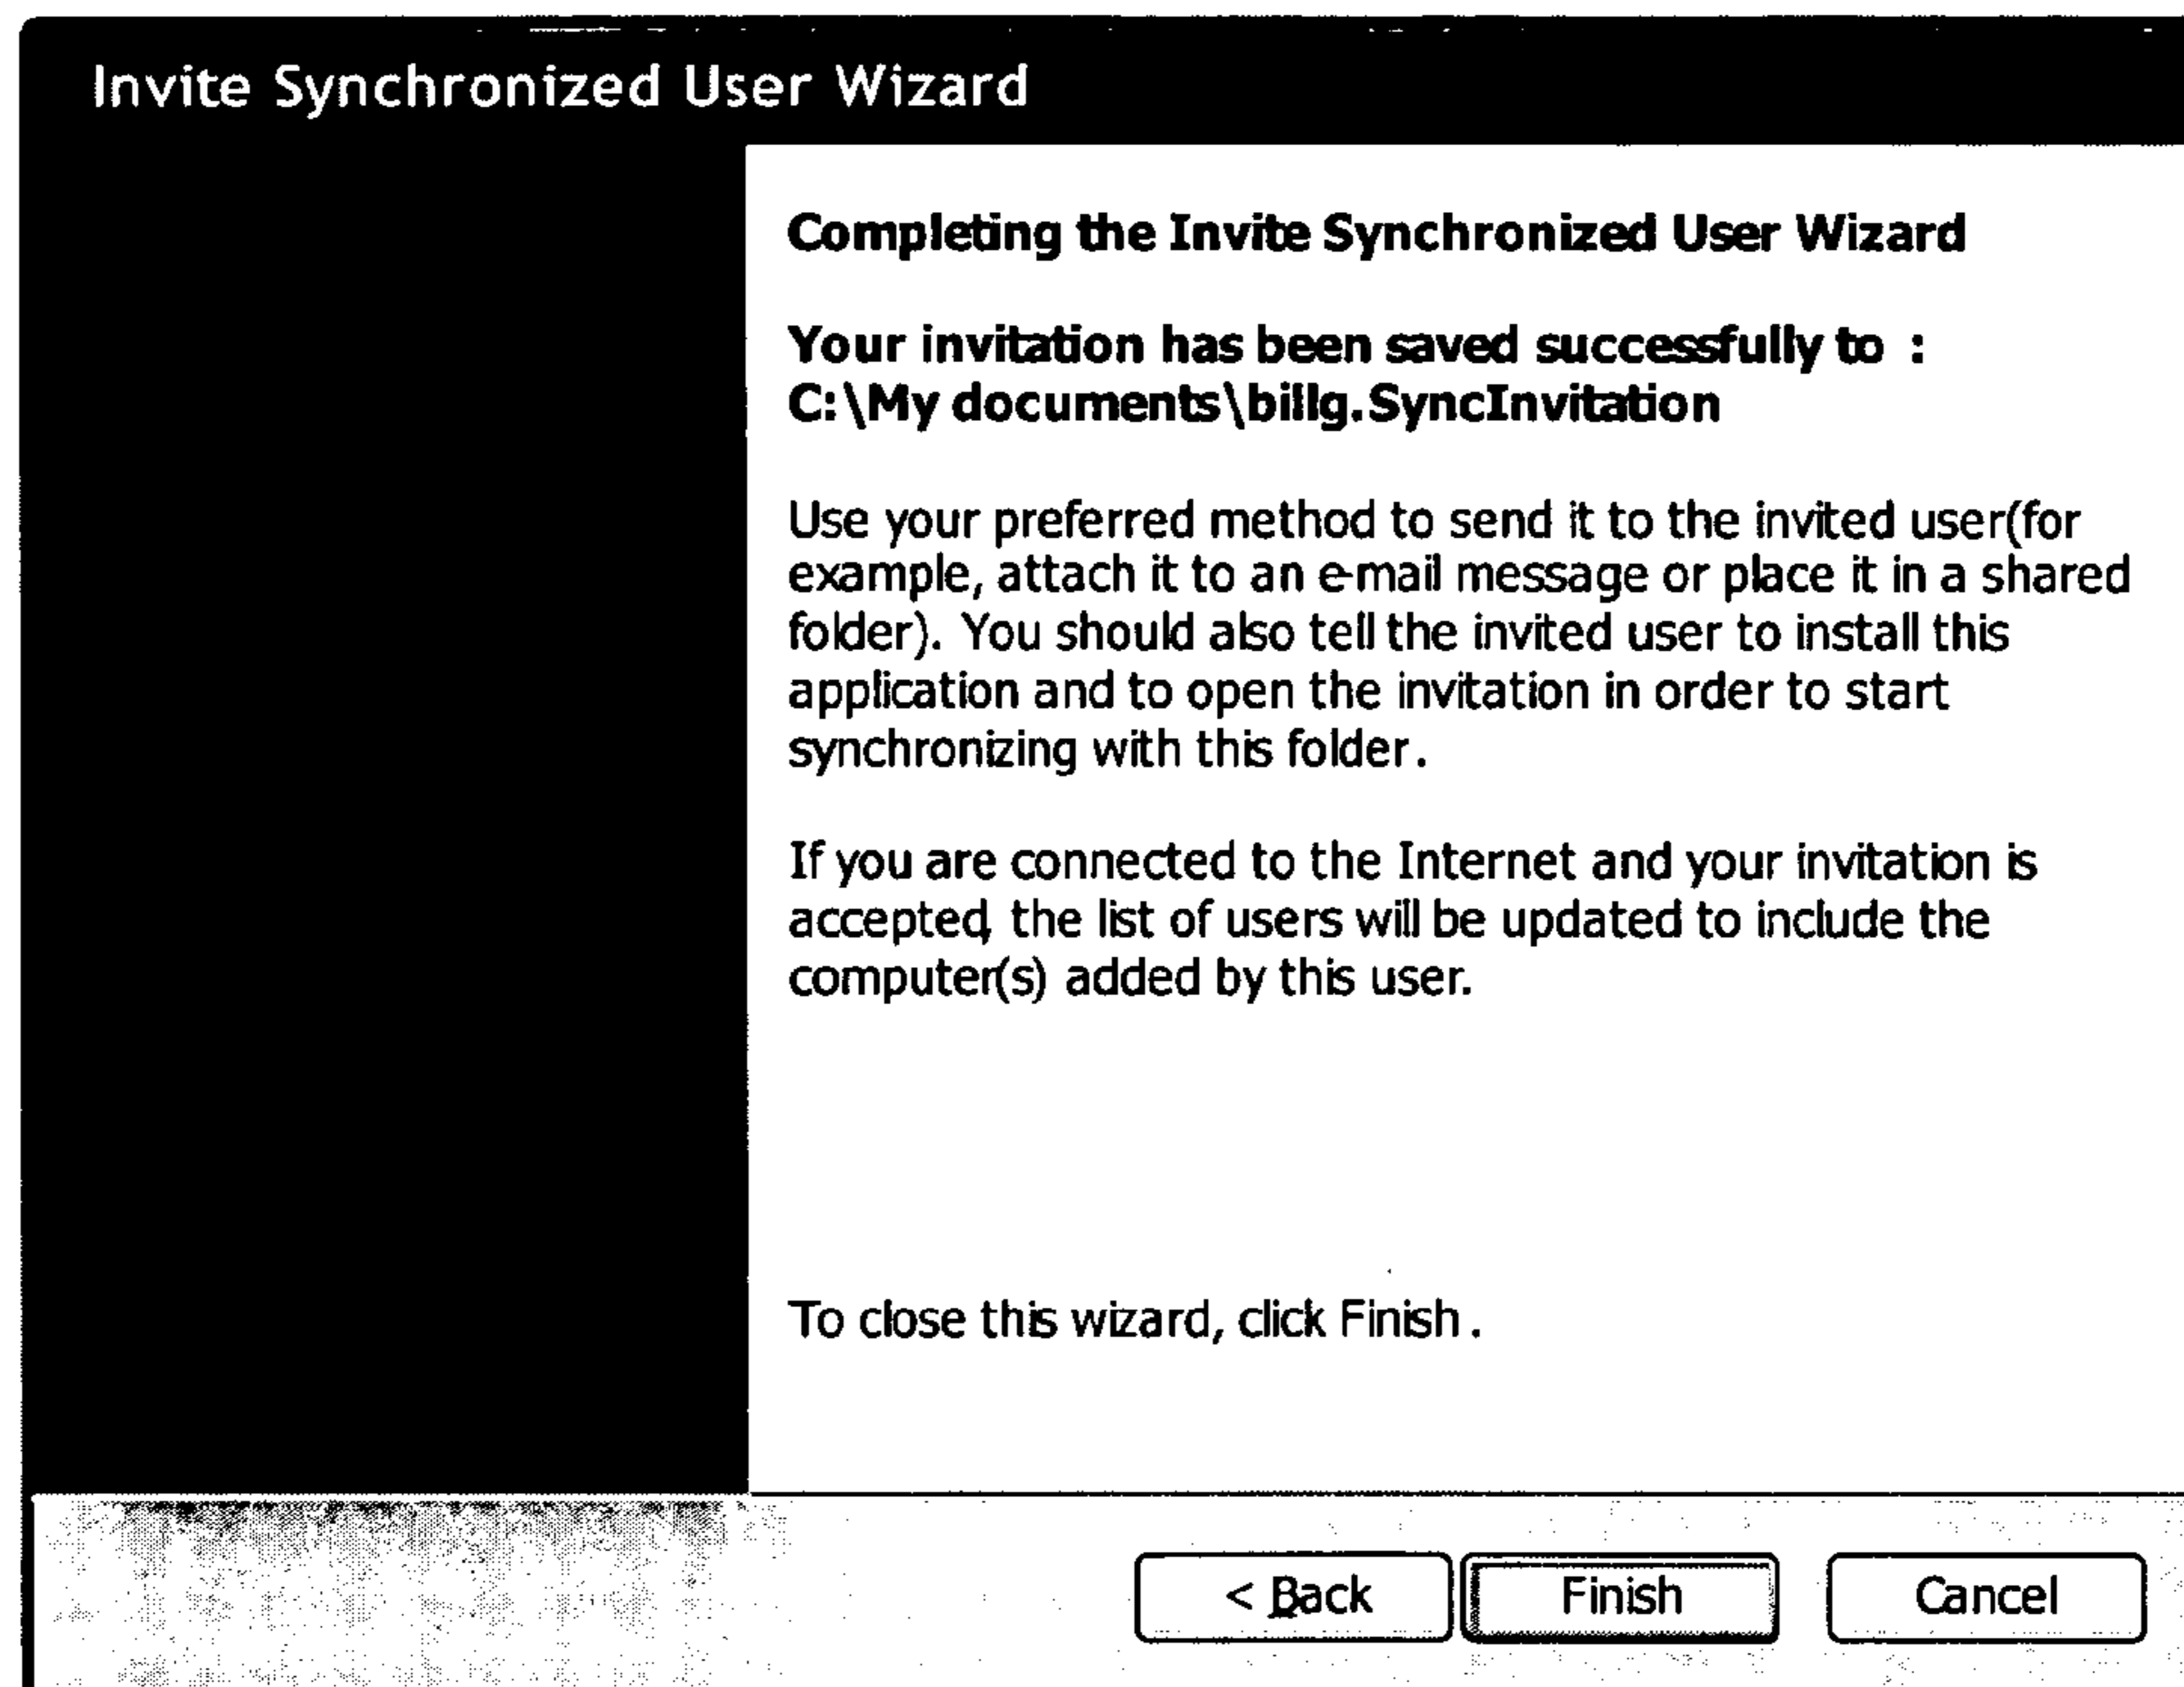 Invite Synchronized User Wizard
Completing the Invite Synchronized User Wizard
Your invitation has been saved successfully to :
C:\My documents\billg.SyncInvitation
Use your preferred method to send it to the invited user(for
example, attach it to an e-mail message or place it in a shared
folder). You should also tell the invited user to install this
application and to open the invitation in order to start
synchronizing with this folder.
If you are connected to the Internet and your invitation is
accepted, the list of users will be updated to include the
computer(s) added by this user.
To close this wizard, click Finish.
< Back
Finish
Cancel